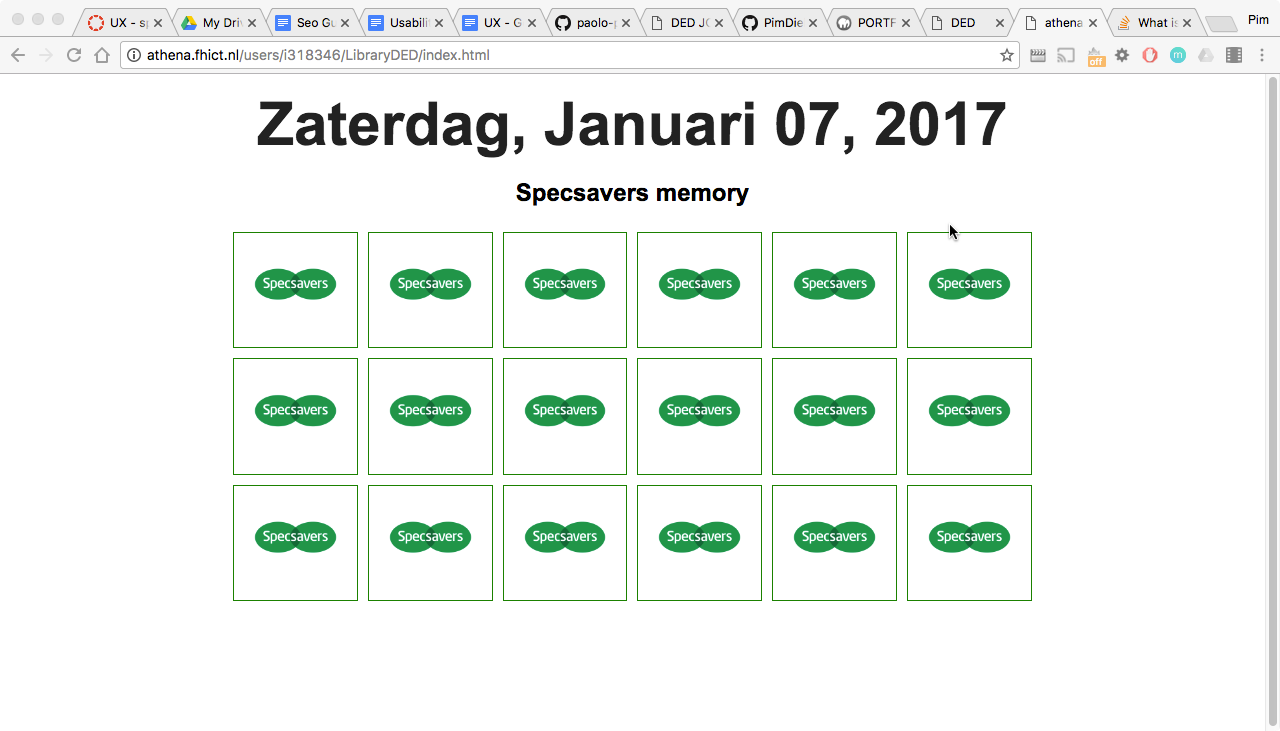 UX - sp My Driv Seo Gu Usabili UX - G paolo-p DED JO PimDie PORTF DED athena What is Pim
athena.fhict.nl/users/i318346/LibraryDED/index.html off m
Zaterdag, Januari 07, 2017
Specsavers memory
Specsavers Specsavers Specsavers Specsavers Specsavers Specsavers
Specsavers Specsavers Specsavers Specsavers Specsavers Specsavers
Specsavers Specsavers Specsavers Specsavers Specsavers Specsavers